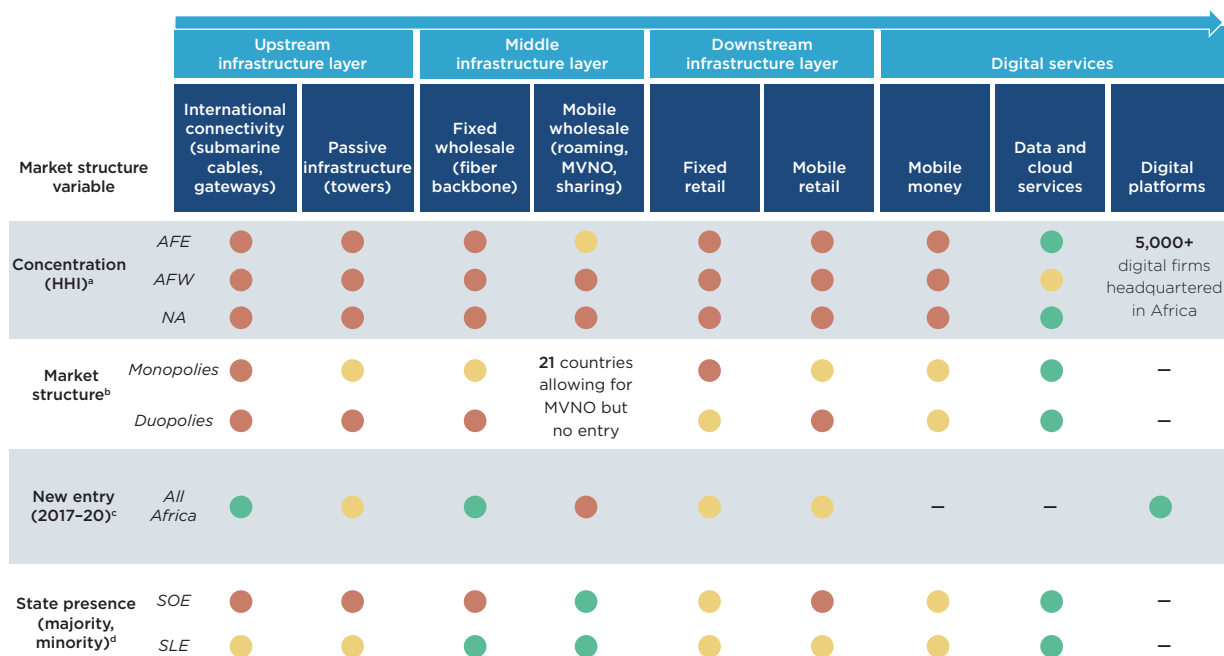 Upstream
infrastructure layer
Middle
infrastructure layer
Downstream
infrastructure layer
Digital services
Market structure
variable
International
connectivity
(submarine
cables,
gateways)
Passive
infrastructure
(towers)
Fixed
wholesale
(fiber
backbone)
Mobile
wholesale
(roaming,
MVNO,
sharing)
Fixed
retail
Mobile
retail
Mobile
money
Data and
cloud
services
Digital
platforms
Concentration
(HHI)ᵃ
AFE
AFW
NA
5,000+
digital firms
headquartered
in Africa
Market
structureᵇ
Monopolies
Duopolies
21 countries
allowing for
MVNO but
no entry
–
–
New entry
(2017–20)ᶜ
All
Africa
–
–
State presence
(majority,
minority)ᵈ
SOE
SLE
–
–